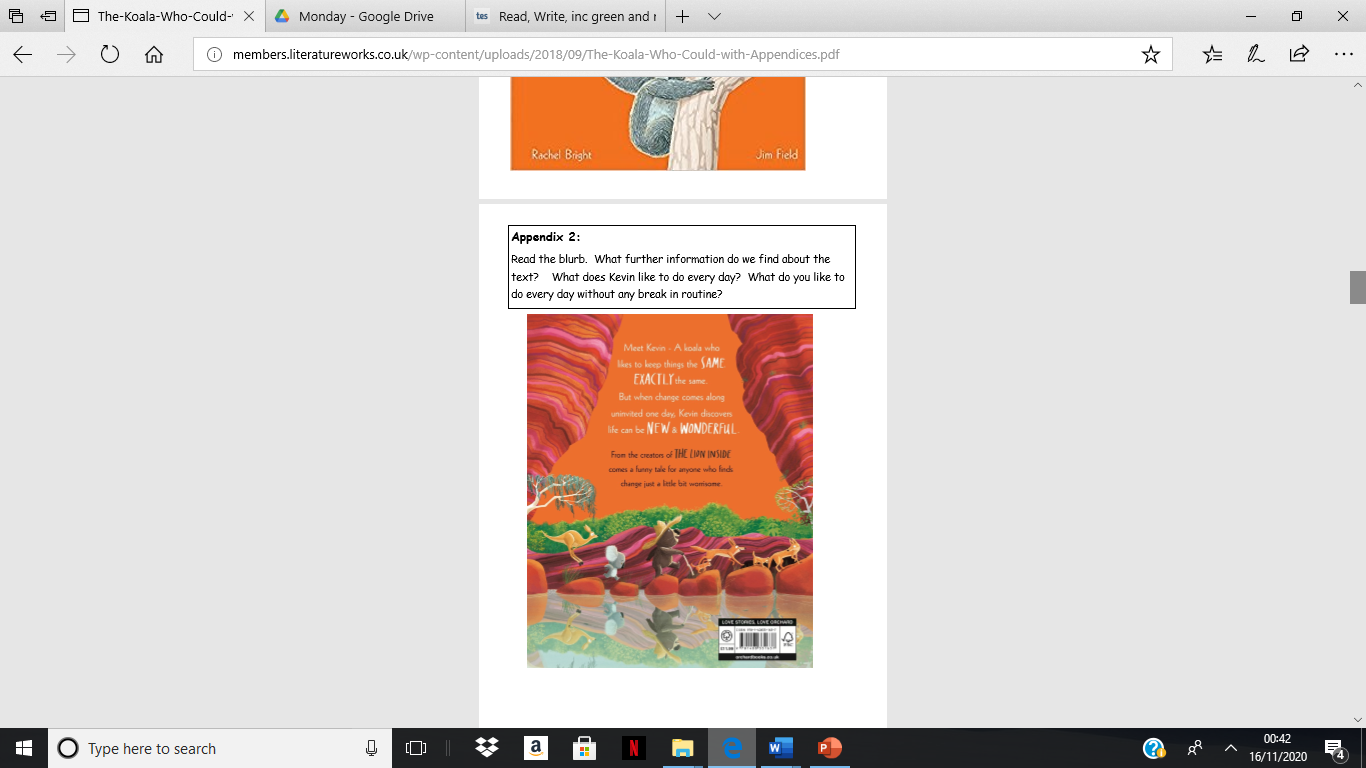 The-Koala-Who-Could-
Monday - Google Drive
tes Read, Write, inc green and r
members.literatureworks.co.uk/wp-content/uploads/2018/09/The-Koala-Who-Could-with-Appendices.pdf
Rachel Bright
Jim Field
Appendix 2:
Read the blurb. What further information do we find about the
text? What does Kevin like to do every day? What do you like to
do every day without any break in routine?
Meet Kevin - A koala who
likes to keep things the SAME
EXACTLY the same.
But when change comes along
uninvited one day, Kevin discovers
life can be NEW & WONDERFUL
From the creators of THE LION INSIDE
comes a funny tale for anyone who finds
change just a little bit worrisome.
LOVE STORIES, LOVE ORCHARD
FSC
orchardbooks.co.uk
Type here to search
a
N
W
P
00:42
16/11/2020
4